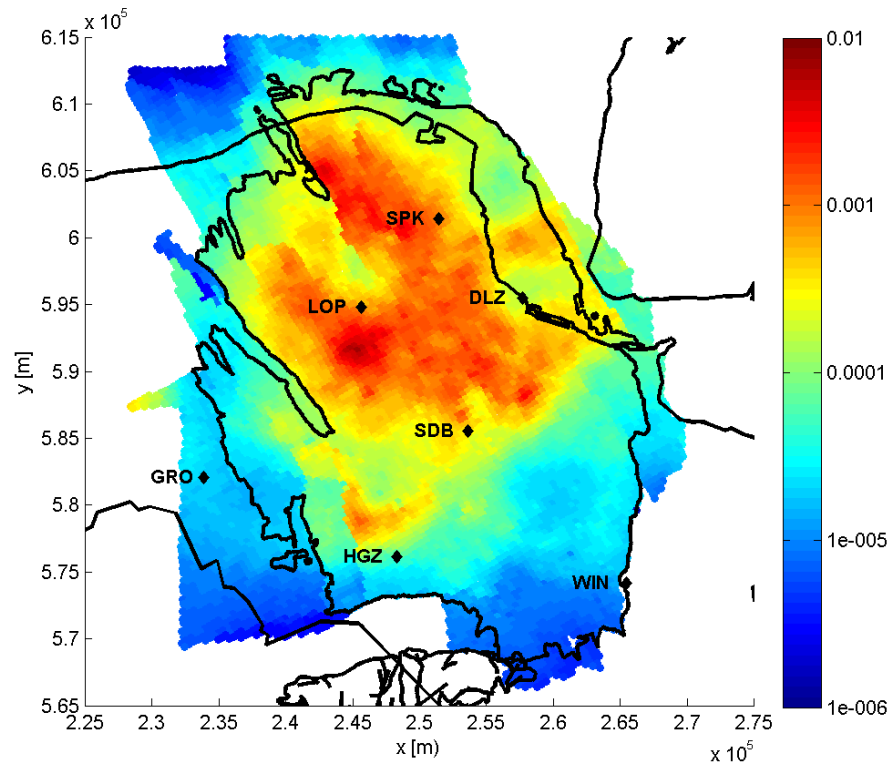 x 10^5
6.15
6.1
6.05
6
5.95
5.9
5.85
5.8
5.75
5.7
5.65
y [m]
SPK
LOP
DLZ
SDB
GRO
HGZ
WIN
2.25 2.3 2.35 2.4 2.45 2.5 2.55 2.6 2.65 2.7 2.75
x [m]
x 10^5
0.01
0.001
0.0001
1e-005
1e-006